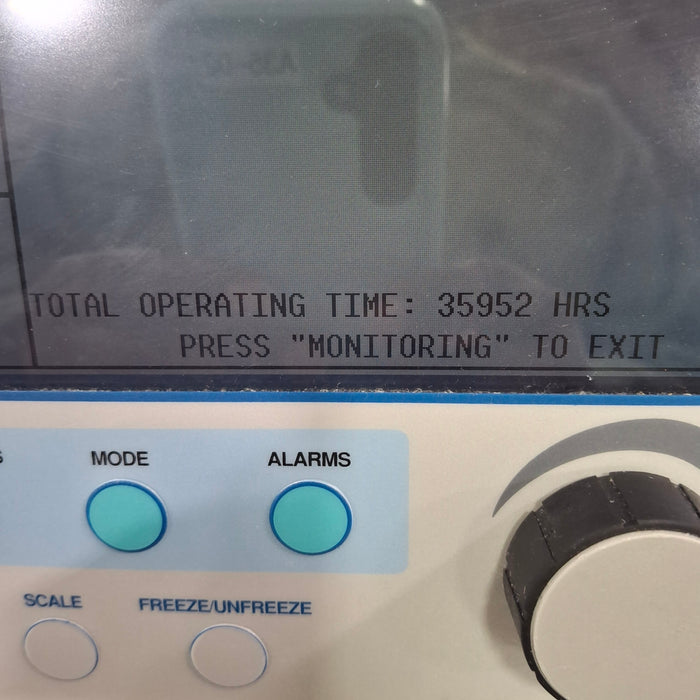 TOTAL OPERATING TIME: 35952 HRS
PRESS "MONITORING" TO EXIT
MODE
ALARMS
SCALE
FREEZE/UNFREEZE